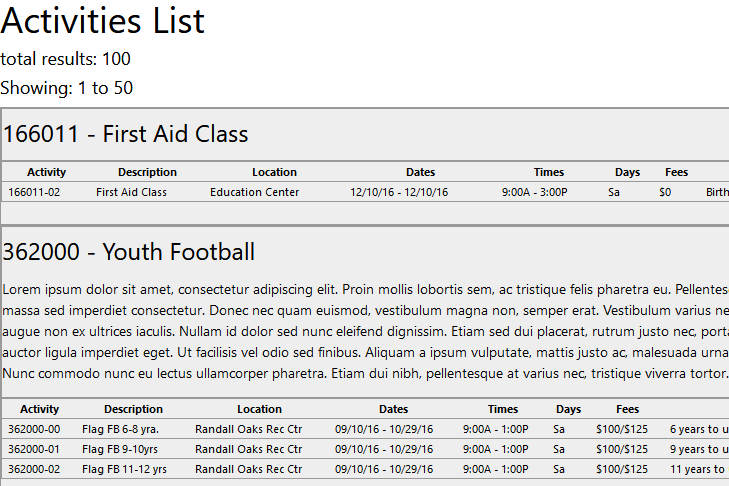 Activities List
total results: 100
Showing: 1 to 50
166011 - First Aid Class
Activity Description Location Dates Times Days Fees
166011-02 First Aid Class Education Center 12/10/16 - 12/10/16 9:00A - 3:00P Sa $0 Birth
362000 - Youth Football
Lorem ipsum dolor sit amet, consectetur adipiscing elit. Proin mollis lobortis sem, ac tristique felis pharetra eu. Pellentes
massa sed imperdiet consectetur. Donec nec quam euismod, vestibulum magna non, semper erat. Vestibulum varius ne
augue non ex ultrices iaculis. Nullam id dolor sed nunc eleifend dignissim. Etiam sed dui placerat, rutrum justo nec, porta
auctor ligula imperdiet eget. Ut facilisis vel odio sed finibus. Aliquam a ipsum vulputate, mattis justo ac, malesuada urna
Nunc commodo nunc eu lectus ullamcorper pharetra. Etiam dui nibh, pellentesque at varius nec, tristique viverra tortor.
Activity Description Location Dates Times Days Fees
362000-00 Flag FB 6-8 yra. Randall Oaks Rec Ctr 09/10/16 - 10/29/16 9:00A - 1:00P Sa $100/$125 6 years to u
362000-01 Flag FB 9-10yrs Randall Oaks Rec Ctr 09/10/16 - 10/29/16 9:00A - 1:00P Sa $100/$125 9 years to u
362000-02 Flag FB 11-12 yrs Randall Oaks Rec Ctr 09/10/16 - 10/29/16 9:00A - 1:00P Sa $100/$125 11 years to